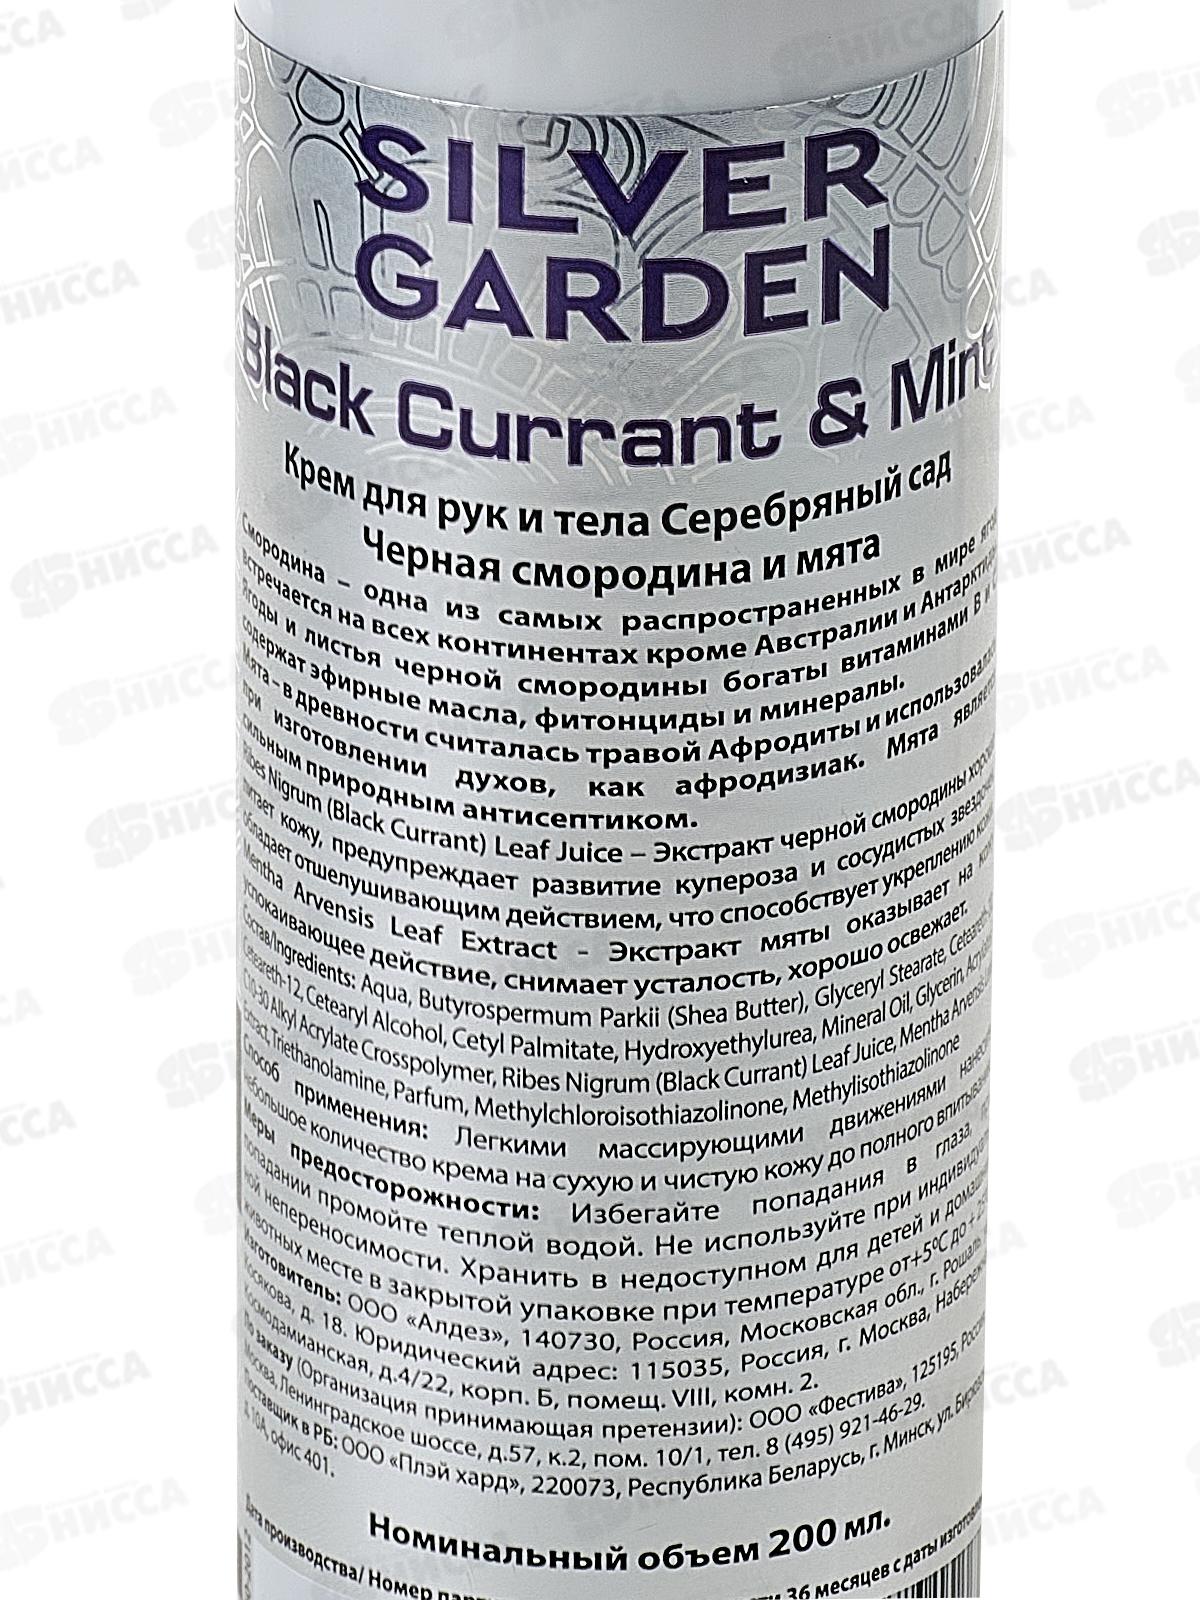 SILVER
GARDEN
Black Currant & Mint
Крем для рук и тела Серебряный сад
Черная смородина и мята
Смородина – одна из самых распространенных в мире
встречается на всех континентах кроме Австралии и Антарктиды
Ягоды и листья черной смородины богаты витаминами В и
содержат эфирные масла, фитонциды и минералы.
Мята – в древности считалась травой Афродиты и
при изготовлении духов, как афродизиак. Мята
сильным природным антисептиком.
Ribes Nigrum (Black Currant) Leaf Juice – Экстракт черной смородины
питает кожу, предупреждает развитие купероза и сосудистых
обладает отшелушивающим действием, что способствует укреплению
Mentha Arvensis Leaf Extract - Экстракт мяты оказывает на
успокаивающее действие, снимает усталость, хорошо освежает.
Состав/Ingredients: Aqua, Butyrospermum Parkii (Shea Butter), Glyceryl Stearate,
Ceteareth-12, Cetearyl Alcohol, Cetyl Palmitate, Hydroxyethylurea, Mineral Oil, Glycerin,
C10-30 Alkyl Acrylate Crosspolymer, Ribes Nigrum (Black Currant) Leaf Juice, Mentha Arvensis
Extract, Triethanolamine, Parfum, Methylchloroisothiazolinone, Methylisothiazolinone
Способ применения: Легкими массирующими движениями
небольшое количество крема на сухую и чистую кожу до полного
Меры предосторожности: Избегайте попадания в глаза,
попадании промойте теплой водой. Не используйте при
ной непереносимости. Хранить в недоступном для детей и
животных месте в закрытой упаковке при температуре от+5°С до +
Изготовитель: ООО «Алдез», 140730, Россия, Московская обл., г. Рошаль
Косякова, д. 18. Юридический адрес: 115035, Россия, г. Москва,
Космодамианская, д.4/22, корп. Б, помещ. VIII, комн. 2.
По заказу (Организация принимающая претензии): ООО «Фестива», 125195,
Москва, Ленинградское шоссе, д.57, к.2, пом. 10/1, тел. 8 (495) 921-46-29.
Поставщик в РБ: ООО «Плэй хард», 220073, Республика Беларусь, г. Минск, ул.
д.10А, офис 401.
Номинальный объем 200 мл.
Дата производства/ Номер 36 месяцев с даты